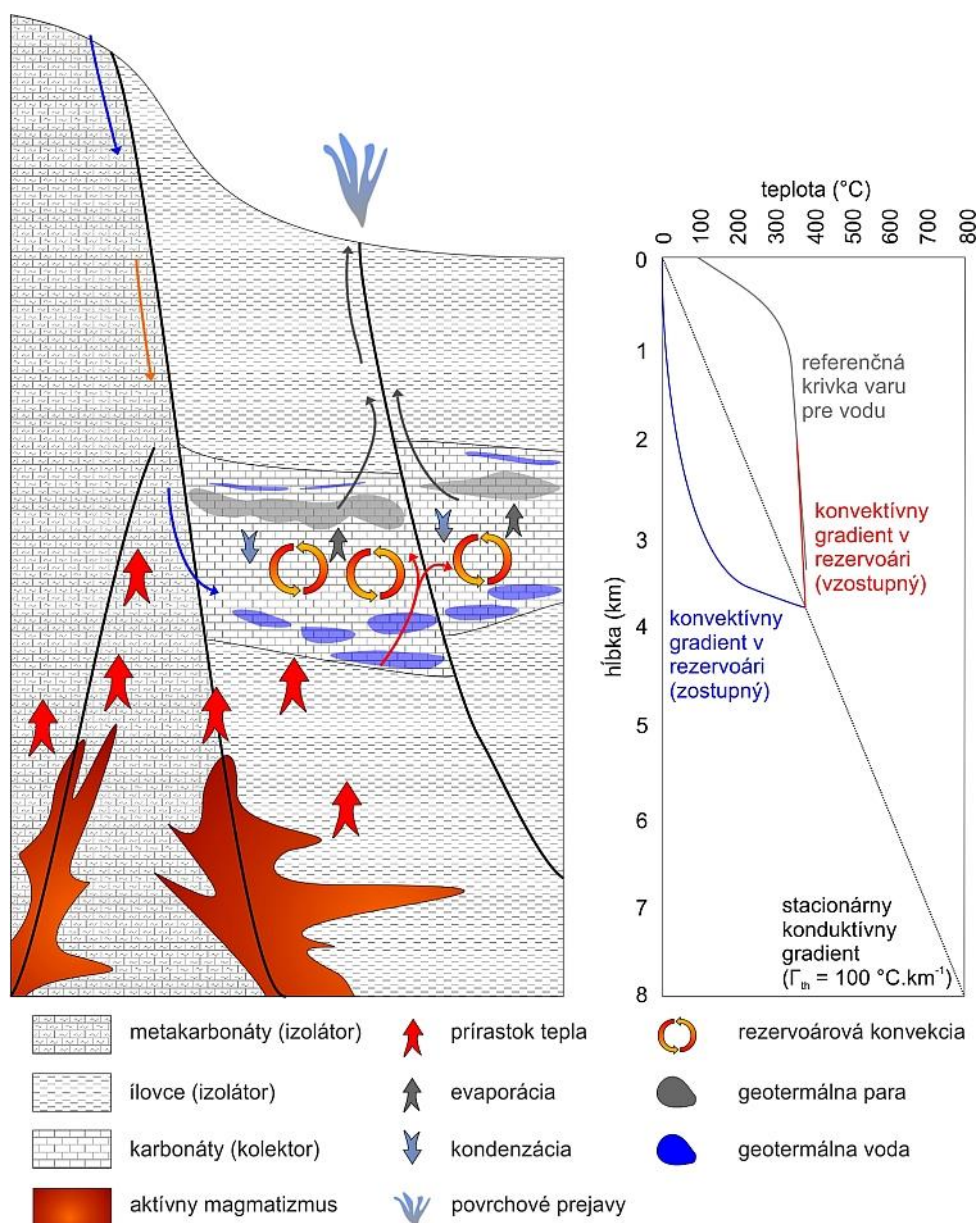 teplota (°C)
0 100 200 300 400 500 600 700 800
hĺbka (km)
0
1
2
3
4
5
6
7
8
referenčná
krivka varu
pre vodu
konvektívny
gradient v
rezervoári
(vzostupný)
konvektívny
gradient v
rezervoári
(zostupný)
stacionárny
konduktívny
gradient
(Γth = 100 °C.km-1)
metakarbonáty (izolátor)
prírastok tepla
rezervoárová konvekcia
ílovce (izolátor)
evaporácia
geotermálna para
karbonáty (kolektor)
kondenzácia
geotermálna voda
aktívny magmatizmus
povrchové prejavy